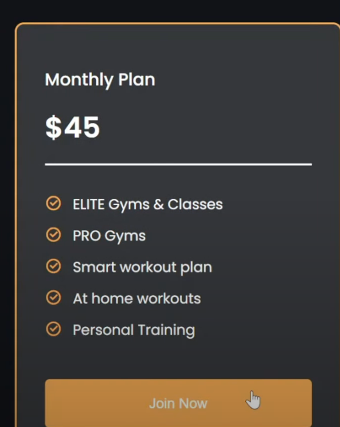 Monthly Plan
$45
ELITE Gyms & Classes
PRO Gyms
Smart workout plan
At home workouts
Personal Training
Join Now